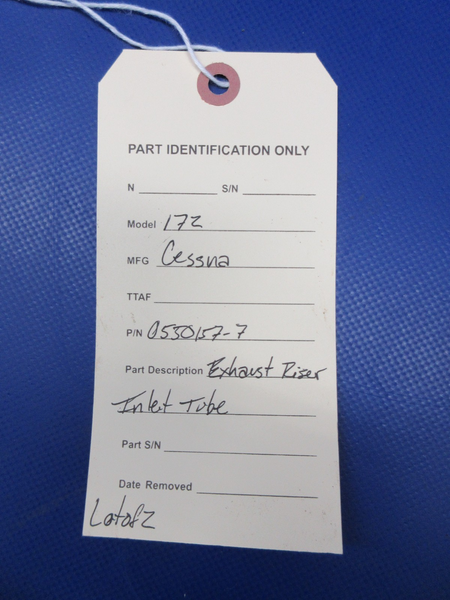 PART IDENTIFICATION ONLY
N S/N
Model 172
MFG Cessna
TTAF
P/N 0550157-7
Part Description Exhaust Riser
Inlet Tube
Part S/N
Date Removed
Lot of 2